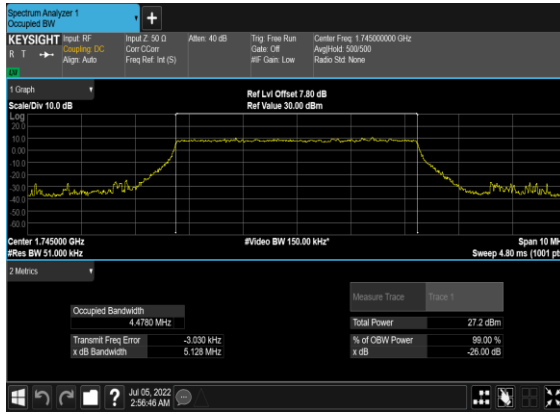 Spectrum Analyzer 1
Occupied BW
+
KEYSIGHT
R T
Input: RF
Coupling: DC
Align: Auto
Input Z: 50 Ω
Corr CCorr
Freq Ref: Int (S)
Atten: 40 dB
Trig: Free Run
Gate: Off
#IF Gain: Low
Center Freq: 1.745000000 GHz
Avg|Hold: 500/500
Radio Std: None
1 Graph
Scale/Div 10.0 dB
Ref Lvl Offset 7.80 dB
Ref Value 30.00 dBm
Log
20.0
10.0
0.00
-10.0
-20.0
-30.0
-40.0
-50.0
-60.0
Center 1.745000 GHz
#Res BW 51.000 kHz
#Video BW 150.00 kHz*
Span 10 MH
Sweep 4.80 ms (1001 pt
2 Metrics
Measure Trace
Trace 1
Occupied Bandwidth
4.4780 MHz
Total Power
27.2 dBm
Transmit Freq Error
-3.030 kHz
% of OBW Power
99.00 %
x dB Bandwidth
5.128 MHz
x dB
-26.00 dB
?
Jul 05, 2022
2:56:46 AM